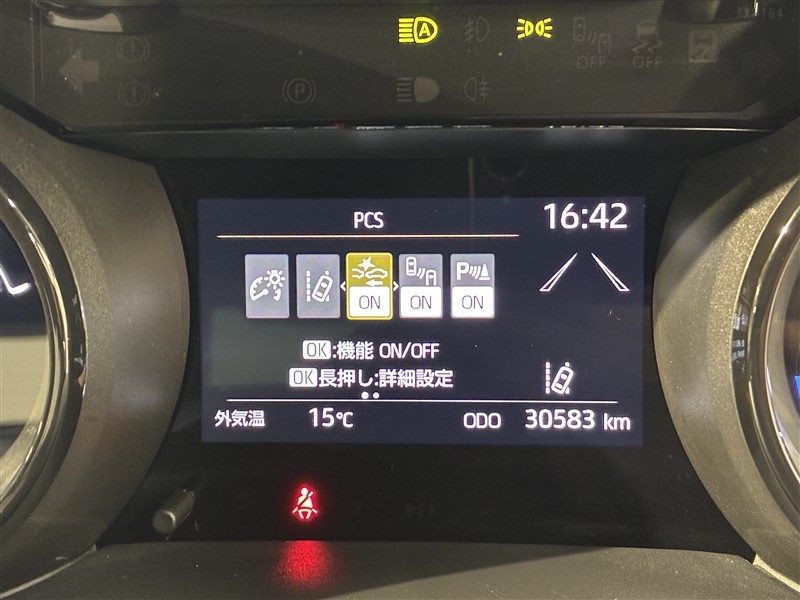 A
OFF OFF
P
PCS 16:42
ON ON P ON
OK:機能 ON/OFF
OK長押し:詳細設定
外気温 15℃ ODO 30583 km